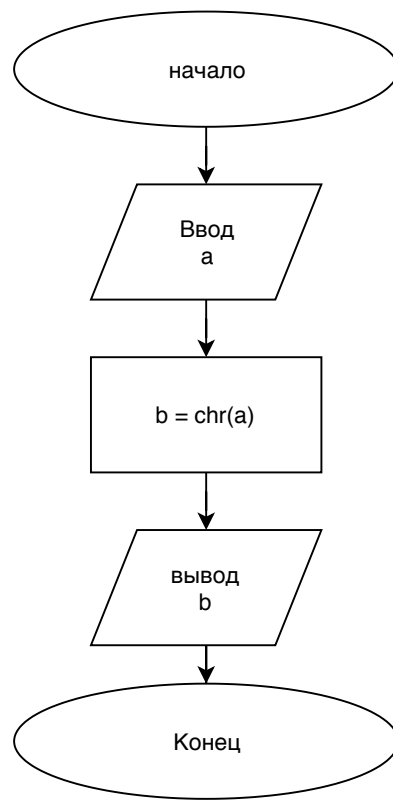 начало
Ввод
a
b = chr(a)
вывод
b
Конец